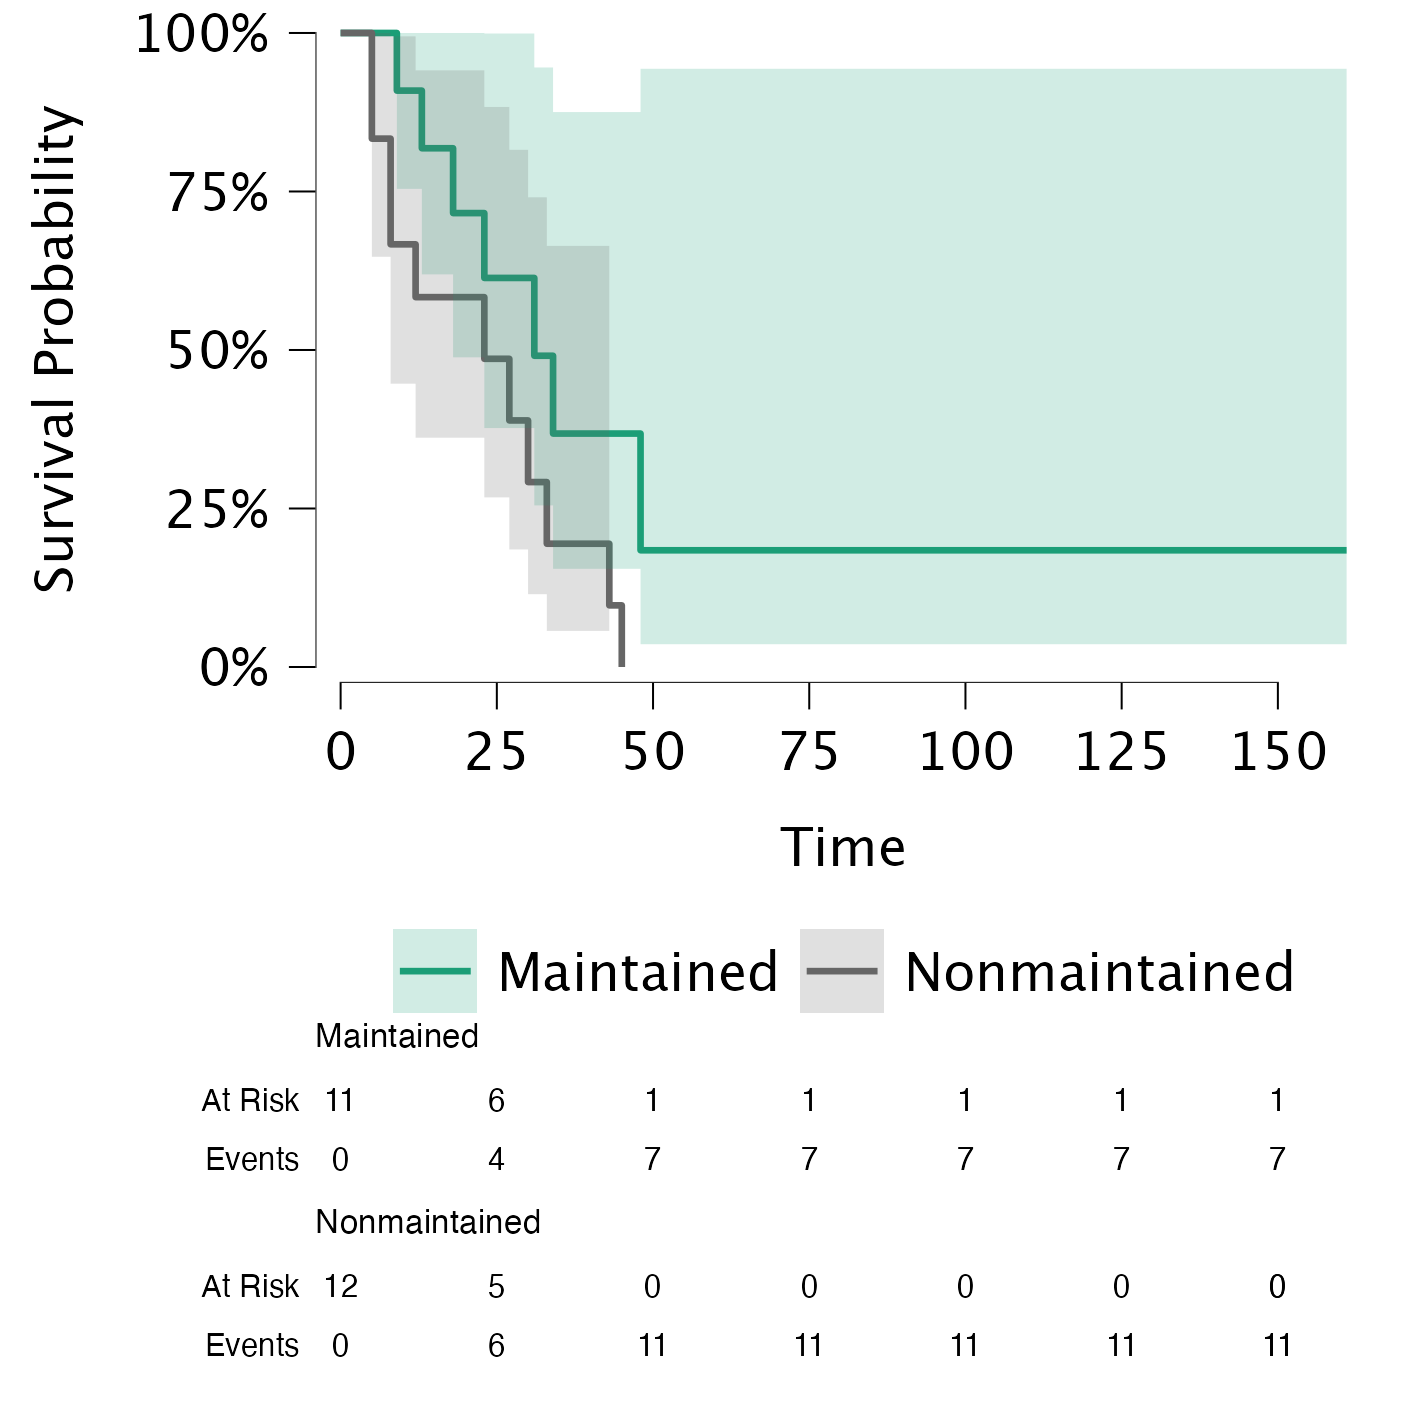 Survival Probability
100%
75%
50%
25%
0%
0 25 50 75 100 125 150
Time
Maintained Nonmaintained
Maintained
At Risk 11 6 1 1 1 1 1
Events 0 4 7 7 7 7 7
Nonmaintained
At Risk 12 5 0 0 0 0 0
Events 0 6 11 11 11 11 11